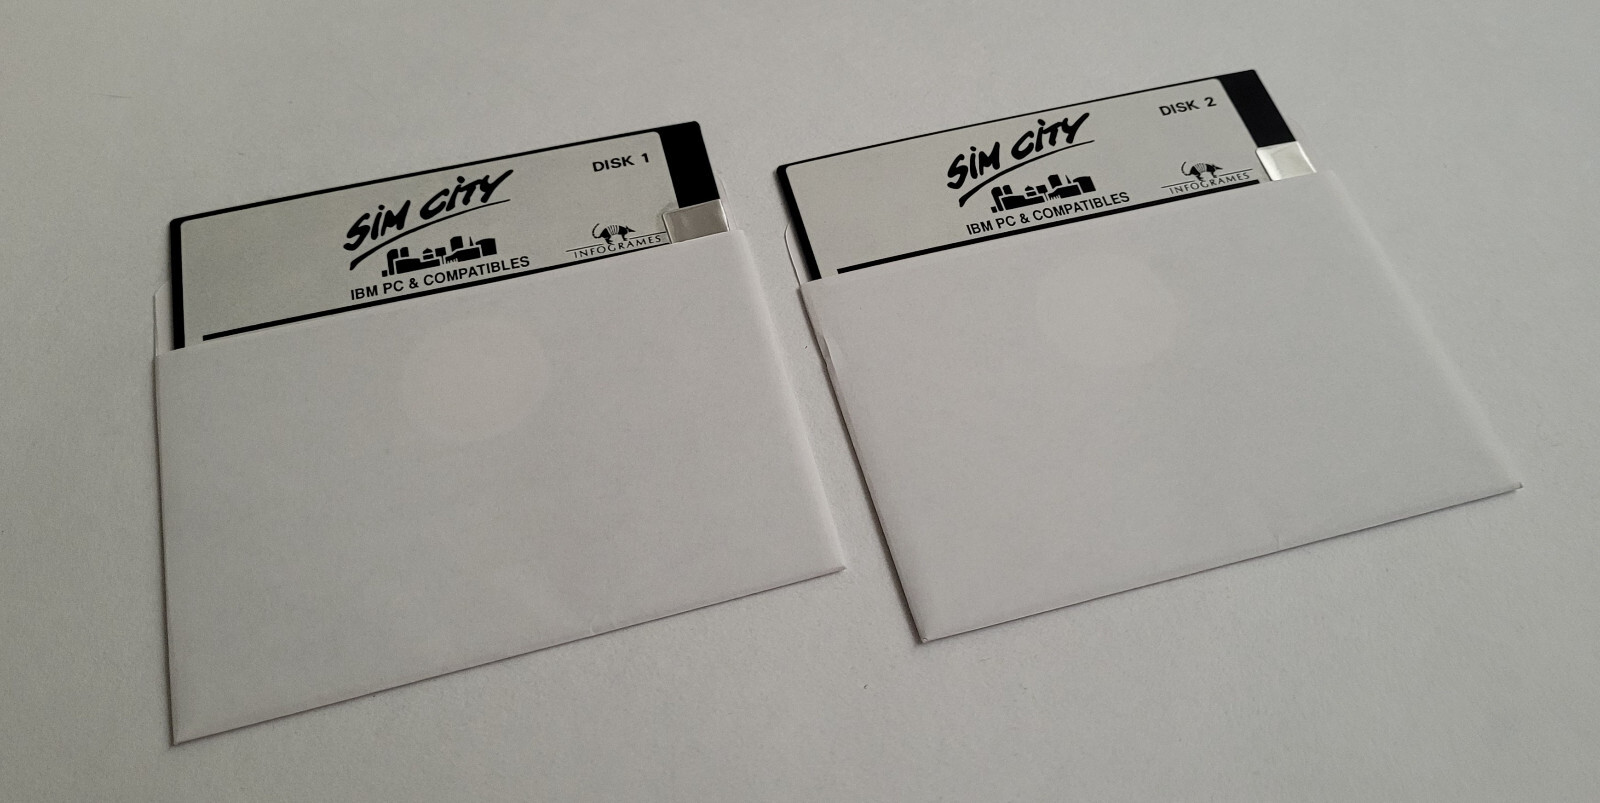 DISK 1
SiM CiTY
INFOGRAMES
IBM PC & COMPATIBLES
DISK 2
SiM CiTY
INFOGRAMES
IBM PC & COMPATIBLES